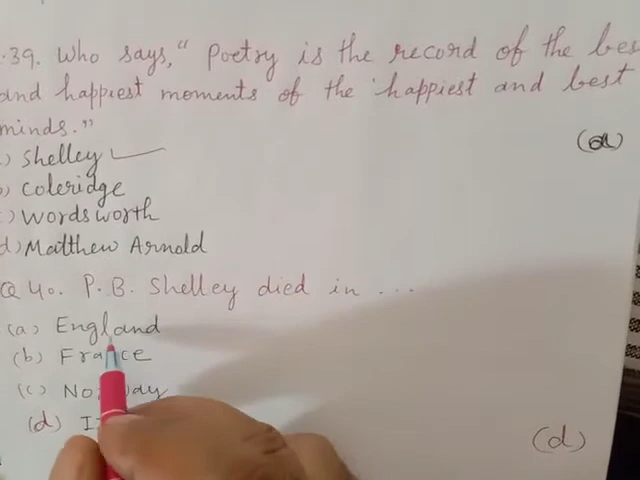 .39. Who says, "Poetry is the record of the bes
and happiest moments of the happiest and best
minds."
(a)
) Shelley
) Coleridge
) Wordsworth
d) Matthew Arnold
Q 40. P. B. Shelley died in ...
(a) England
(b) France
(c)
(d)
(d)